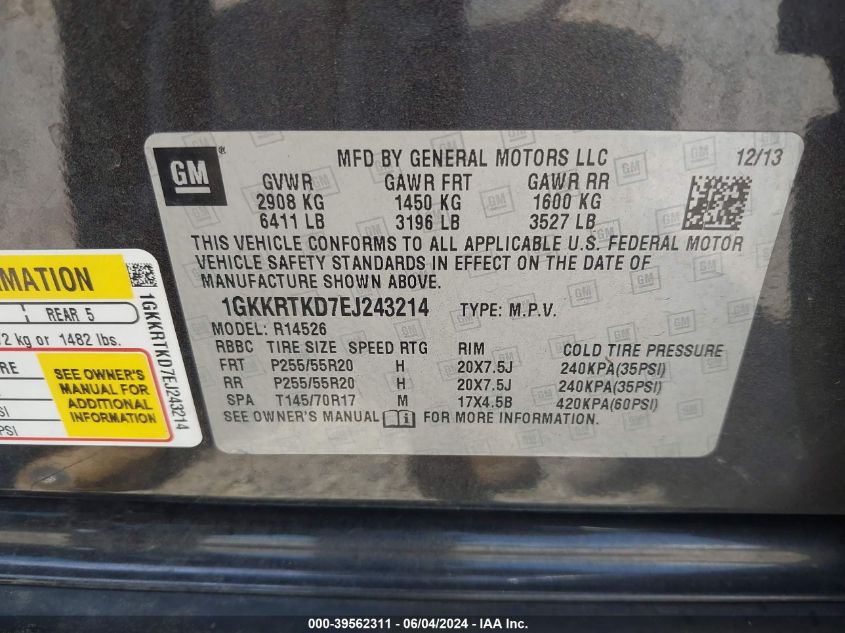 GM
®
MFD BY GENERAL MOTORS LLC 12/13
GVWR GAWR FRT GAWR RR
2908 KG 1450 KG 1600 KG
6411 LB 3196 LB 3527 LB
THIS VEHICLE CONFORMS TO ALL APPLICABLE U.S. FEDERAL MOTOR
VEHICLE SAFETY STANDARDS IN EFFECT ON THE DATE OF
MANUFACTURE SHOWN ABOVE.
1GKKRTKD7EJ243214 TYPE: M.P.V.
MODEL: R14526
RBBC TIRE SIZE SPEED RTG RIM COLD TIRE PRESSURE
FRT P255/55R20 H 20X7.5J 240KPA(35PSI)
RR P255/55R20 H 20X7.5J 240KPA(35PSI)
SPA T145/70R17 M 17X4.5B 420KPA(60PSI)
SEE OWNER'S MANUAL i FOR MORE INFORMATION.
REAR 5
kg or 1482 lbs.
SEE OWNER'S
MANUAL FOR
ADDITIONAL
INFORMATION
PSI
1GKKRTKD7EJ243214
000-39562311 - 06/04/2024 - IAA Inc.